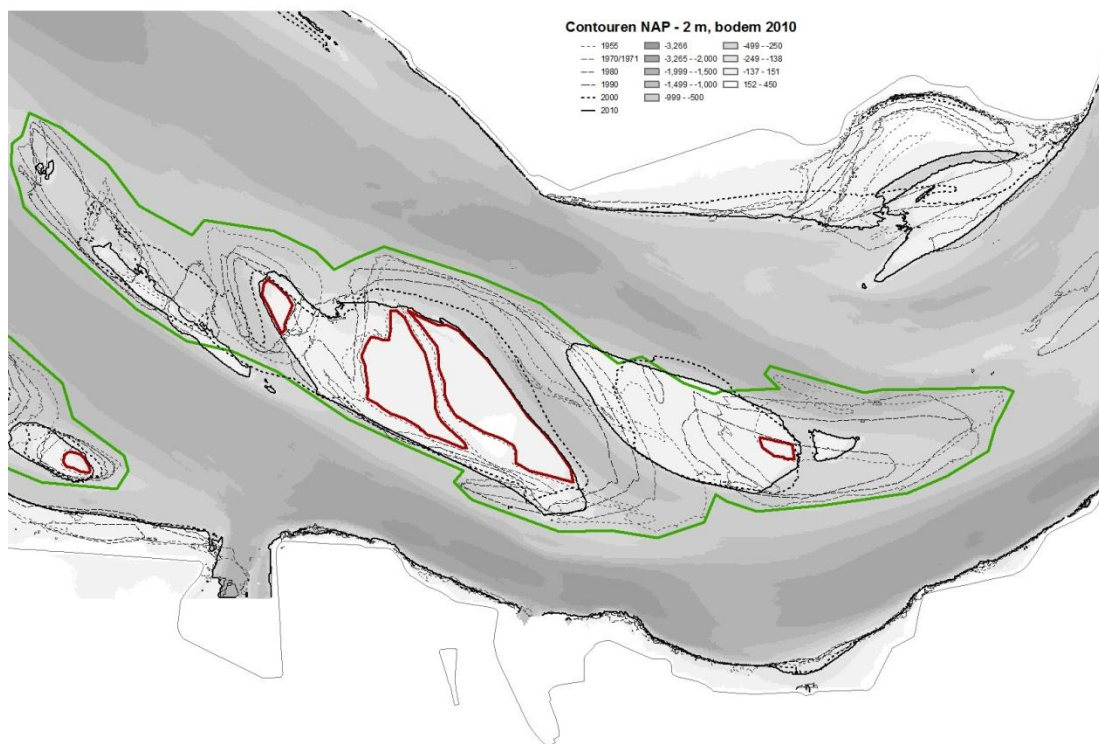 Contouren NAP - 2 m, bodem 2010
1955
1970/1971
1980
1990
2000
2010
-3,266
-3,265 - -2,000
-1,999 - -1,500
-1,499 - -1,000
-999 - -500
-499 - -250
-249 - -138
-137 - 151
152 - 450